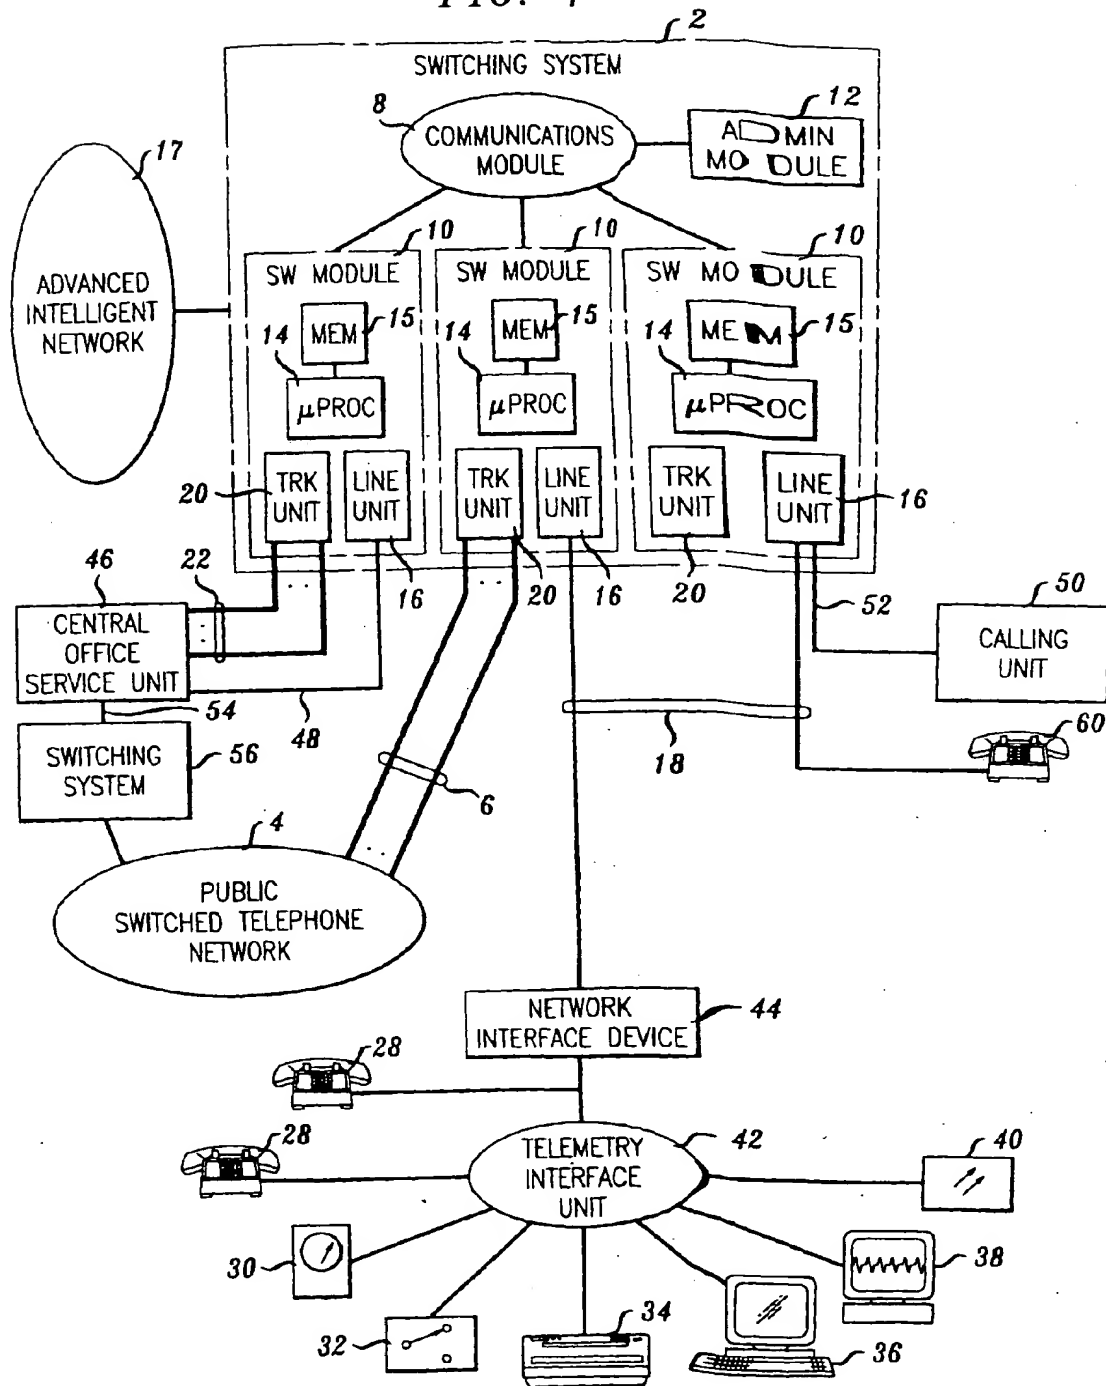 2
SWITCHING SYSTEM
8
COMMUNICATIONS
MODULE
12
ADMIN
MODULE
17
ADVANCED
INTELLIGENT
NETWORK
10
SW MODULE
MEM
15
14
μPROC
20
TRK
UNIT
LINE
UNIT
16
10
SW MODULE
MEM
15
14
μPROC
TRK
UNIT
20
LINE
UNIT
16
10
SW MODULE
MEM
15
14
μPROC
TRK
UNIT
20
LINE
UNIT
16
46
22
CENTRAL
OFFICE
SERVICE UNIT
48
54
SWITCHING
SYSTEM
56
6
18
52
50
CALLING
UNIT
60
4
PUBLIC
SWITCHED TELEPHONE
NETWORK
NETWORK
INTERFACE DEVICE
44
28
28
TELEMETRY
INTERFACE
UNIT
42
40
30
32
34
36
38